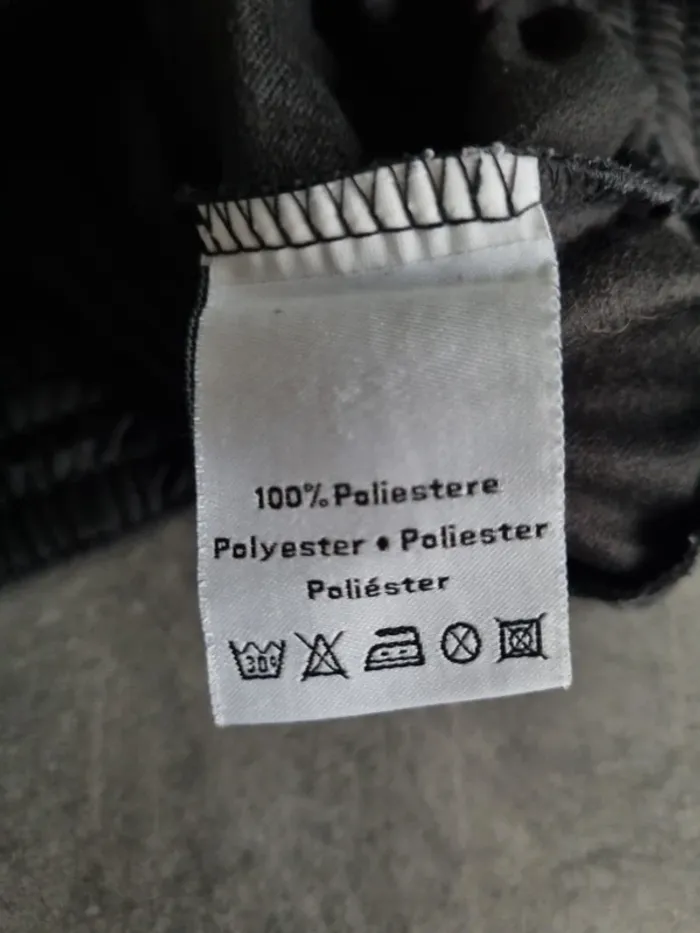 100% Poliestere
Polyester • Poliester
Poliéster
30°